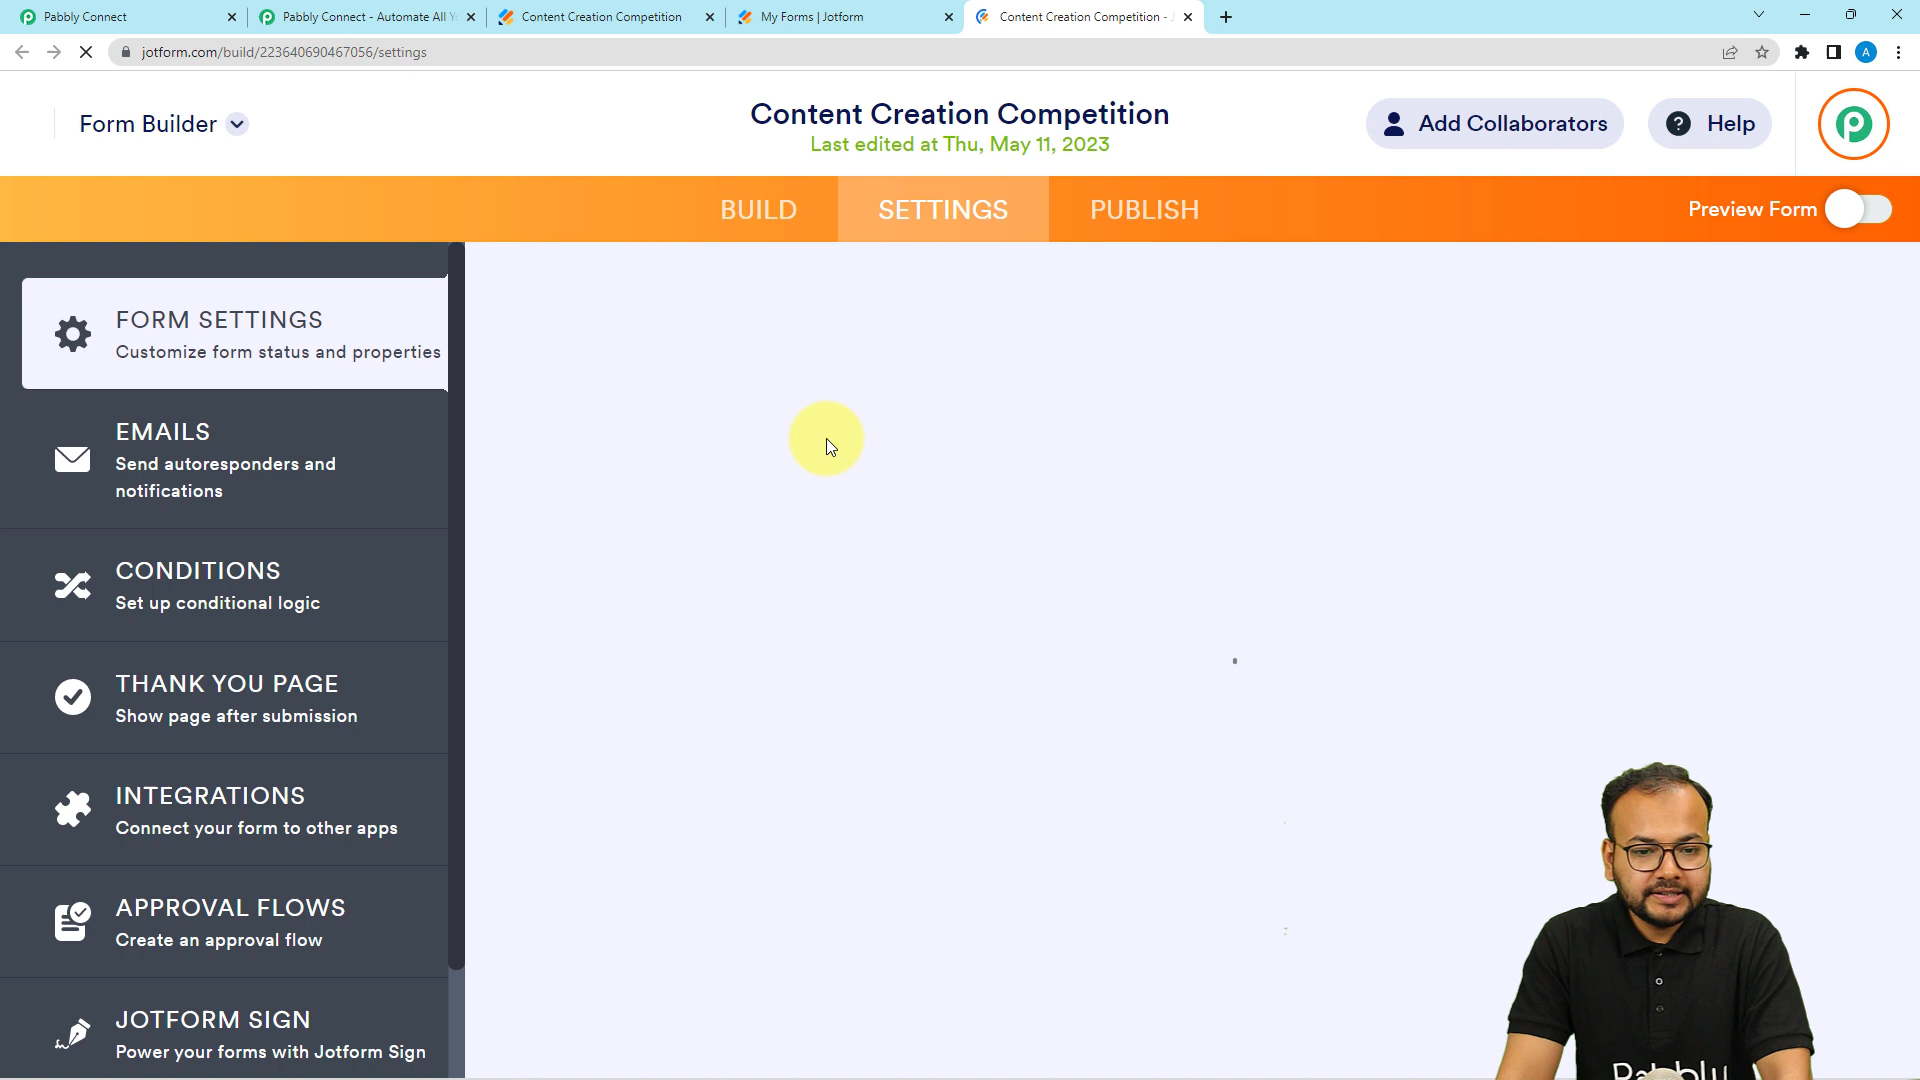 Pabbly Connect
Pabbly Connect - Automate All Y
Content Creation Competition
My Forms | Jotform
Content Creation Competition -
jotform.com/build/223640690467056/settings
A
Form Builder
Content Creation Competition
Last edited at Thu, May 11, 2023
Add Collaborators
? Help
BUILD
SETTINGS
PUBLISH
Preview Form
FORM SETTINGS
Customize form status and properties
EMAILS
Send autoresponders and
notifications
CONDITIONS
Set up conditional logic
THANK YOU PAGE
Show page after submission
INTEGRATIONS
Connect your form to other apps
APPROVAL FLOWS
Create an approval flow
JOTFORM SIGN
Power your forms with Jotform Sign